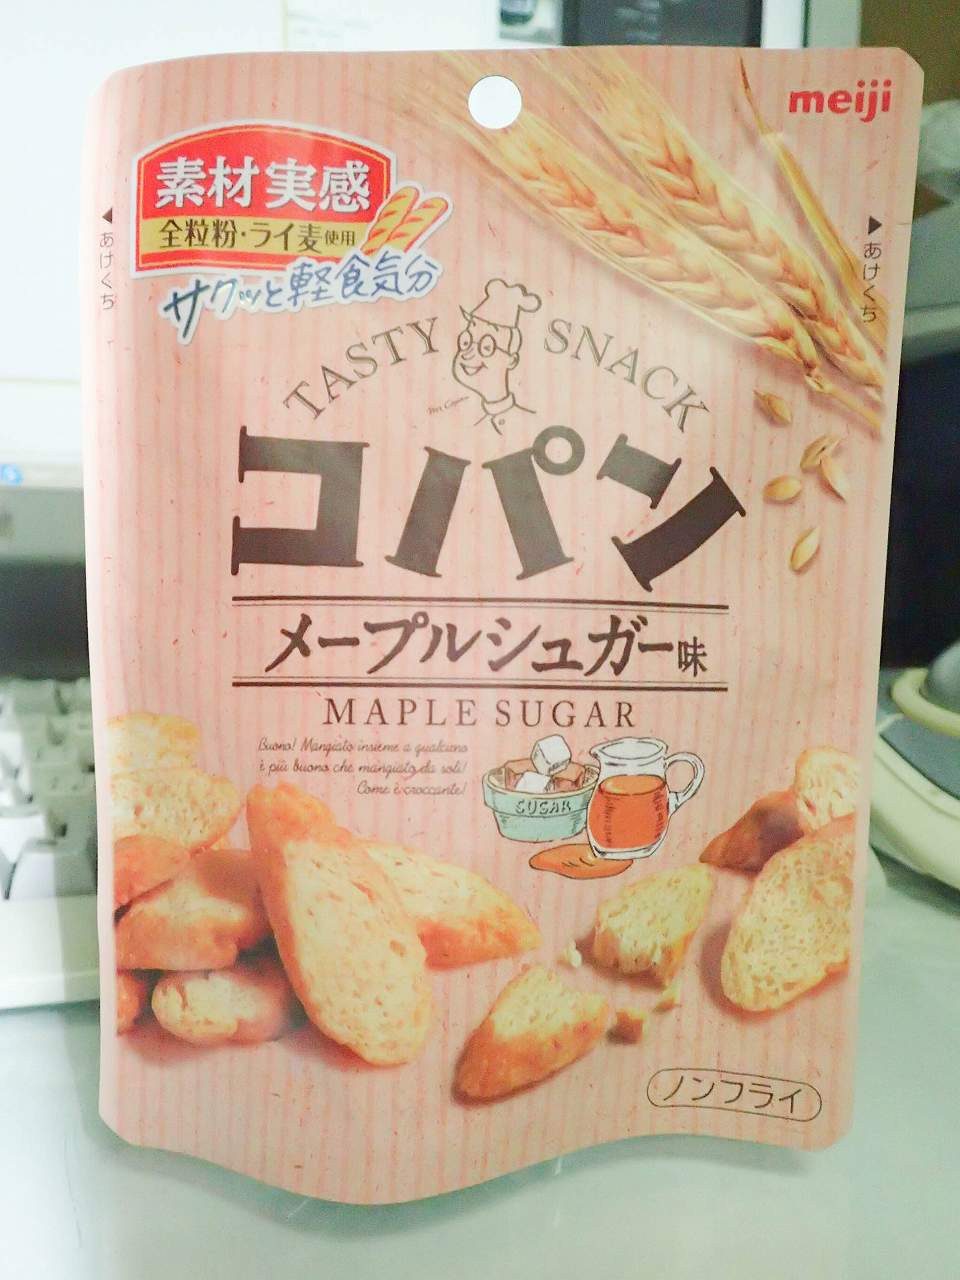 meiji
素材実感
全粒粉・ライ麦使用
サクッと軽食気分
あけくち
あけくち
TASTY SNACK
コパン
メープルシュガー味
MAPLE SUGAR
Buono! Mangiato insieme a qualcuno
è più buono che mangiato da soli!
Come è croccante!
SUGAR
ノンフライ